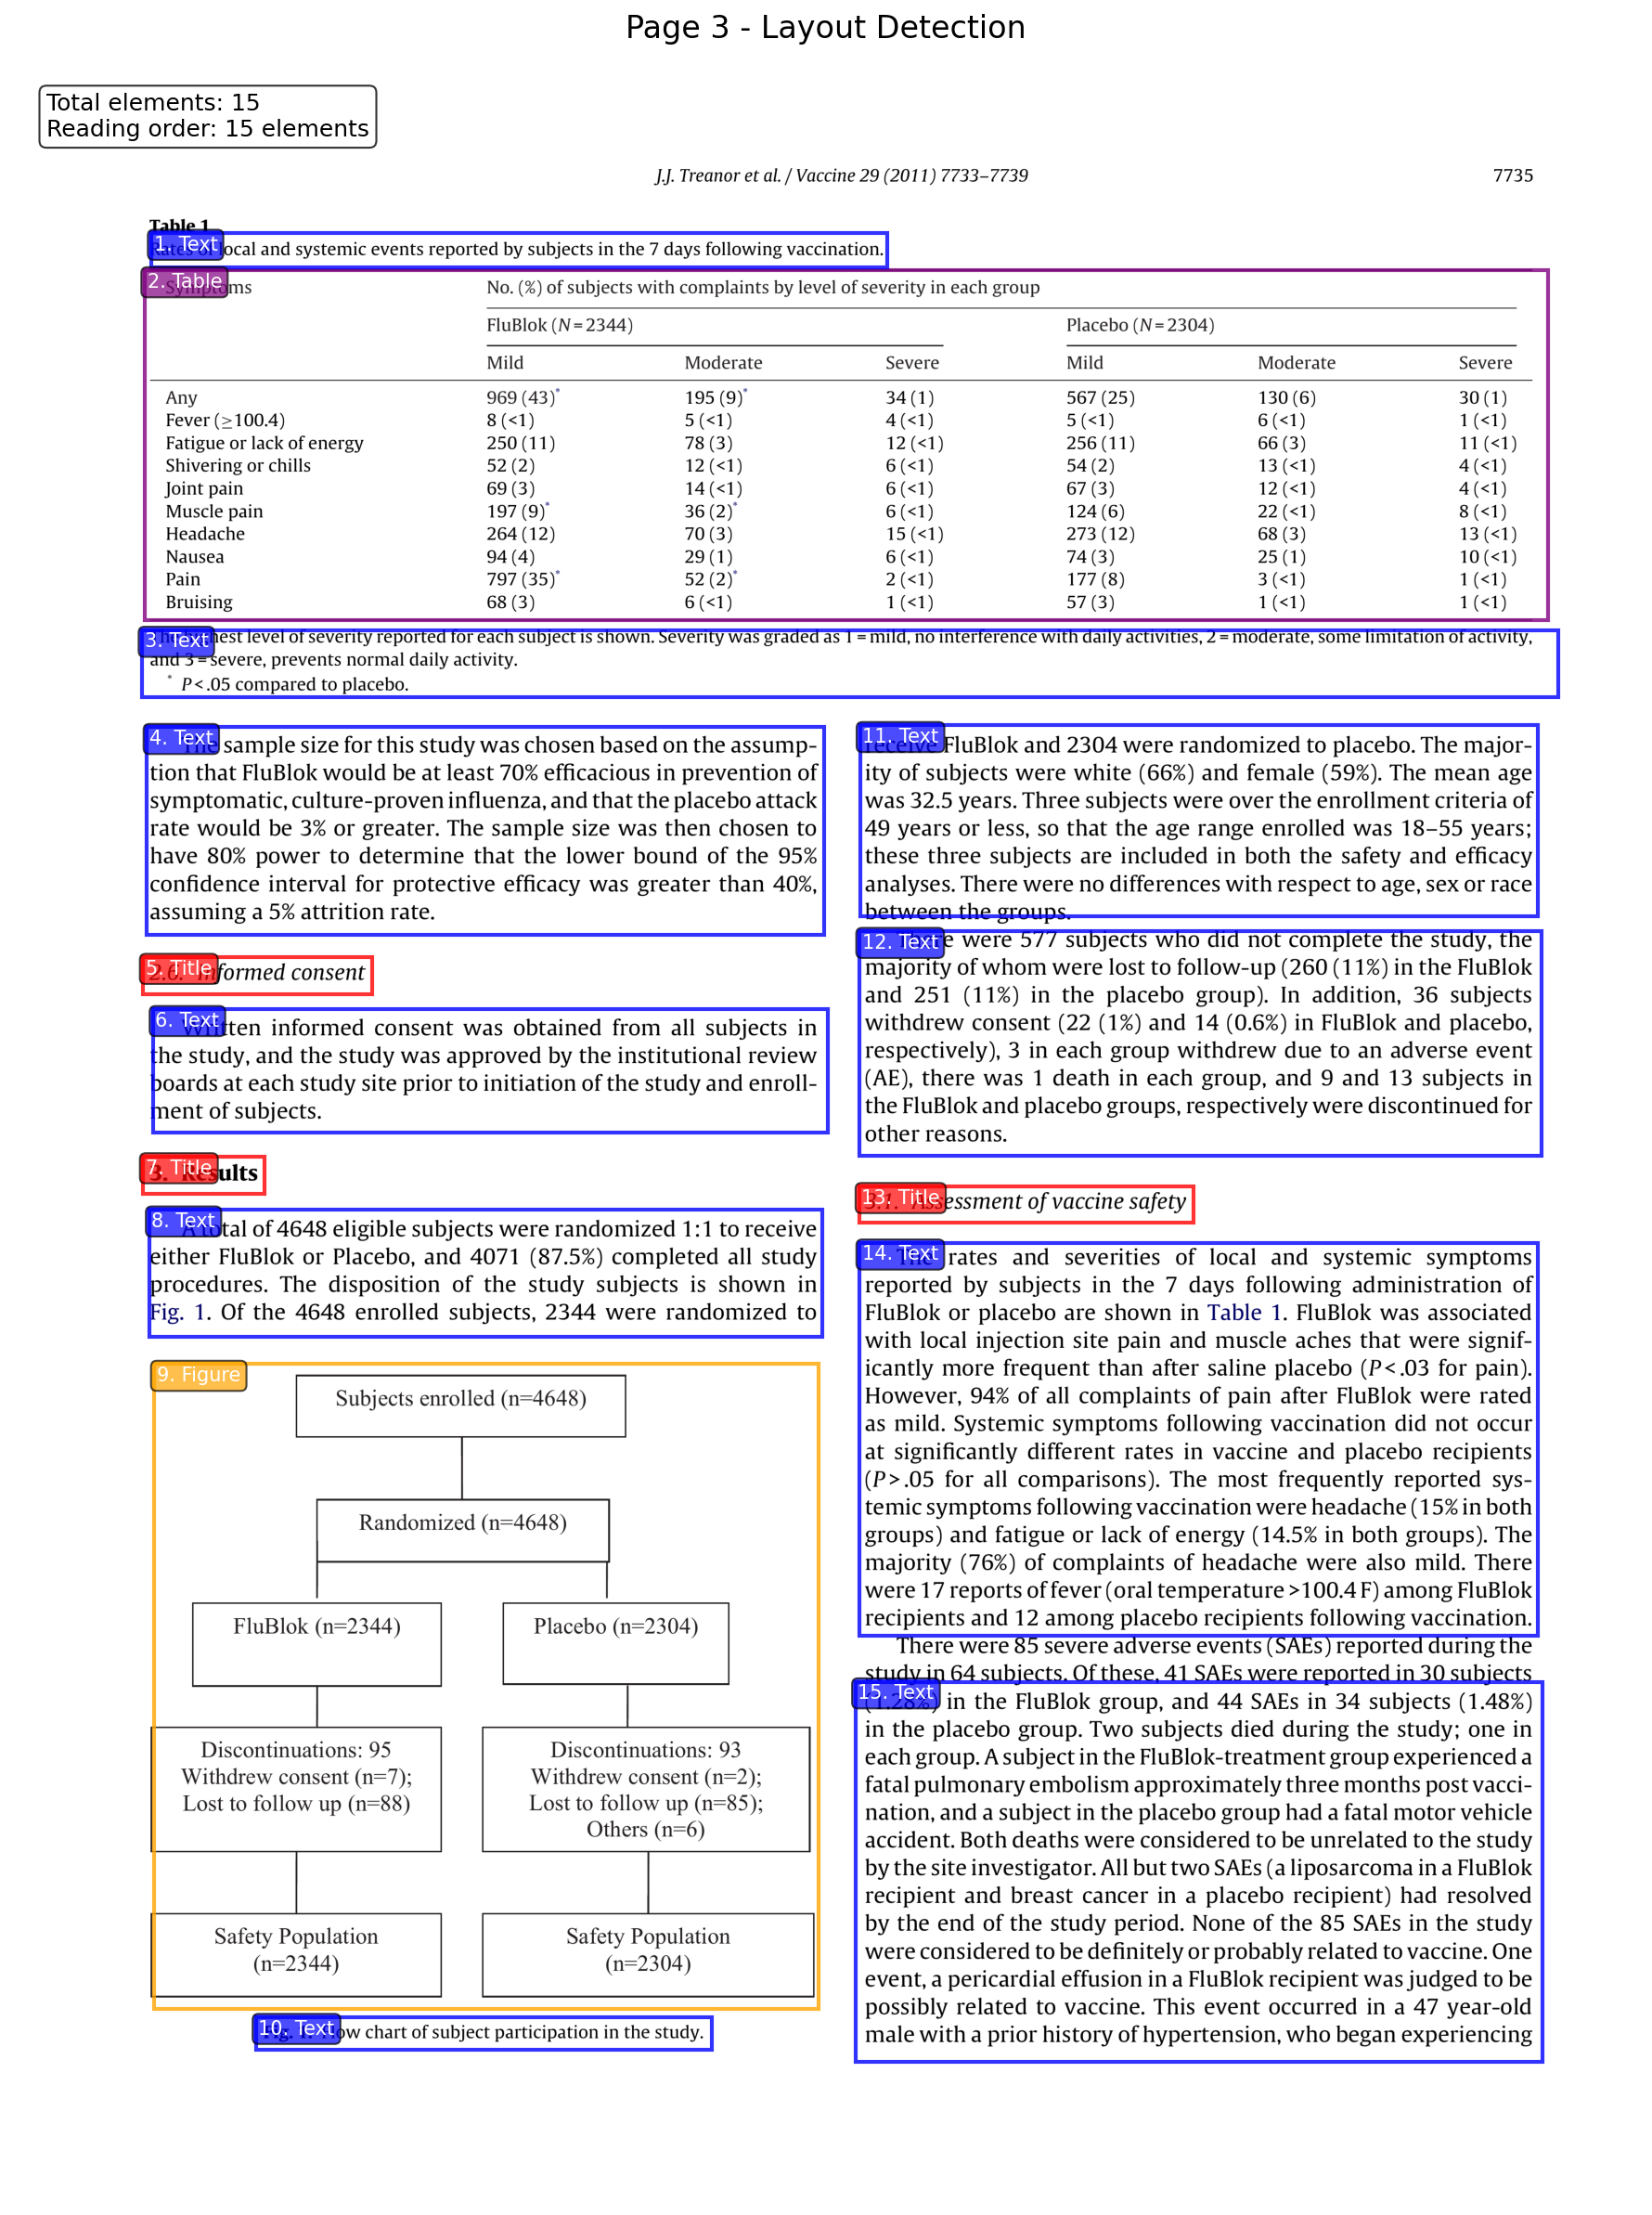 Page 3 - Layout Detection
Total elements: 15
Reading order: 15 elements
J.J. Treanor et al. / Vaccine 29 (2011) 7733–7739 7735
Table 1
1. Text
Rates of local and systemic events reported by subjects in the 7 days following vaccination.
2. Table
Symptoms No. (%) of subjects with complaints by level of severity in each group
FluBlok (N = 2344) Placebo (N = 2304)
Mild Moderate Severe Mild Moderate Severe
Any 969 (43)* 195 (9)* 34 (1) 567 (25) 130 (6) 30 (1)
Fever (≥100.4) 8 (<1) 5 (<1) 4 (<1) 5 (<1) 6 (<1) 1 (<1)
Fatigue or lack of energy 250 (11) 78 (3) 12 (<1) 256 (11) 66 (3) 11 (<1)
Shivering or chills 52 (2) 12 (<1) 6 (<1) 54 (2) 13 (<1) 4 (<1)
Joint pain 69 (3) 14 (<1) 6 (<1) 67 (3) 12 (<1) 4 (<1)
Muscle pain 197 (9)* 36 (2)* 6 (<1) 124 (6) 22 (<1) 8 (<1)
Headache 264 (12) 70 (3) 15 (<1) 273 (12) 68 (3) 13 (<1)
Nausea 94 (4) 29 (1) 6 (<1) 74 (3) 25 (1) 10 (<1)
Pain 797 (35)* 52 (2)* 2 (<1) 177 (8) 3 (<1) 1 (<1)
Bruising 68 (3) 6 (<1) 1 (<1) 57 (3) 1 (<1) 1 (<1)
3. Text
The highest level of severity reported for each subject is shown. Severity was graded as 1 = mild, no interference with daily activities, 2 = moderate, some limitation of activity,
and 3 = severe, prevents normal daily activity.
* P < .05 compared to placebo.
4. Text
The sample size for this study was chosen based on the assump-
tion that FluBlok would be at least 70% efficacious in prevention of
symptomatic, culture-proven influenza, and that the placebo attack
rate would be 3% or greater. The sample size was then chosen to
have 80% power to determine that the lower bound of the 95%
confidence interval for protective efficacy was greater than 40%,
assuming a 5% attrition rate.
5. Title
2.6. Informed consent
6. Text
Written informed consent was obtained from all subjects in
the study, and the study was approved by the institutional review
boards at each study site prior to initiation of the study and enroll-
ment of subjects.
7. Title
3. Results
8. Text
A total of 4648 eligible subjects were randomized 1:1 to receive
either FluBlok or Placebo, and 4071 (87.5%) completed all study
procedures. The disposition of the study subjects is shown in
Fig. 1. Of the 4648 enrolled subjects, 2344 were randomized to
9. Figure
Subjects enrolled (n=4648)
Randomized (n=4648)
FluBlok (n=2344) Placebo (n=2304)
Discontinuations: 95
Withdrew consent (n=7);
Lost to follow up (n=88)
Discontinuations: 93
Withdrew consent (n=2);
Lost to follow up (n=85);
Others (n=6)
Safety Population
(n=2344)
Safety Population
(n=2304)
10. Text
Fig. 1. Flow chart of subject participation in the study.
11. Text
receive FluBlok and 2304 were randomized to placebo. The major-
ity of subjects were white (66%) and female (59%). The mean age
was 32.5 years. Three subjects were over the enrollment criteria of
49 years or less, so that the age range enrolled was 18–55 years;
these three subjects are included in both the safety and efficacy
analyses. There were no differences with respect to age, sex or race
between the groups.
12. Text
There were 577 subjects who did not complete the study, the
majority of whom were lost to follow-up (260 (11%) in the FluBlok
and 251 (11%) in the placebo group). In addition, 36 subjects
withdrew consent (22 (1%) and 14 (0.6%) in FluBlok and placebo,
respectively), 3 in each group withdrew due to an adverse event
(AE), there was 1 death in each group, and 9 and 13 subjects in
the FluBlok and placebo groups, respectively were discontinued for
other reasons.
13. Title
3.1. Assessment of vaccine safety
14. Text
The rates and severities of local and systemic symptoms
reported by subjects in the 7 days following administration of
FluBlok or placebo are shown in Table 1. FluBlok was associated
with local injection site pain and muscle aches that were signif-
icantly more frequent than after saline placebo (P < .03 for pain).
However, 94% of all complaints of pain after FluBlok were rated
as mild. Systemic symptoms following vaccination did not occur
at significantly different rates in vaccine and placebo recipients
(P > .05 for all comparisons). The most frequently reported sys-
temic symptoms following vaccination were headache (15% in both
groups) and fatigue or lack of energy (14.5% in both groups). The
majority (76%) of complaints of headache were also mild. There
were 17 reports of fever (oral temperature >100.4 F) among FluBlok
recipients and 12 among placebo recipients following vaccination.
There were 85 severe adverse events (SAEs) reported during the
study in 64 subjects. Of these, 41 SAEs were reported in 30 subjects
15. Text
(1.28%) in the FluBlok group, and 44 SAEs in 34 subjects (1.48%)
in the placebo group. Two subjects died during the study; one in
each group. A subject in the FluBlok-treatment group experienced a
fatal pulmonary embolism approximately three months post vacci-
nation, and a subject in the placebo group had a fatal motor vehicle
accident. Both deaths were considered to be unrelated to the study
by the site investigator. All but two SAEs (a liposarcoma in a FluBlok
recipient and breast cancer in a placebo recipient) had resolved
by the end of the study period. None of the 85 SAEs in the study
were considered to be definitely or probably related to vaccine. One
event, a pericardial effusion in a FluBlok recipient was judged to be
possibly related to vaccine. This event occurred in a 47 year-old
male with a prior history of hypertension, who began experiencing